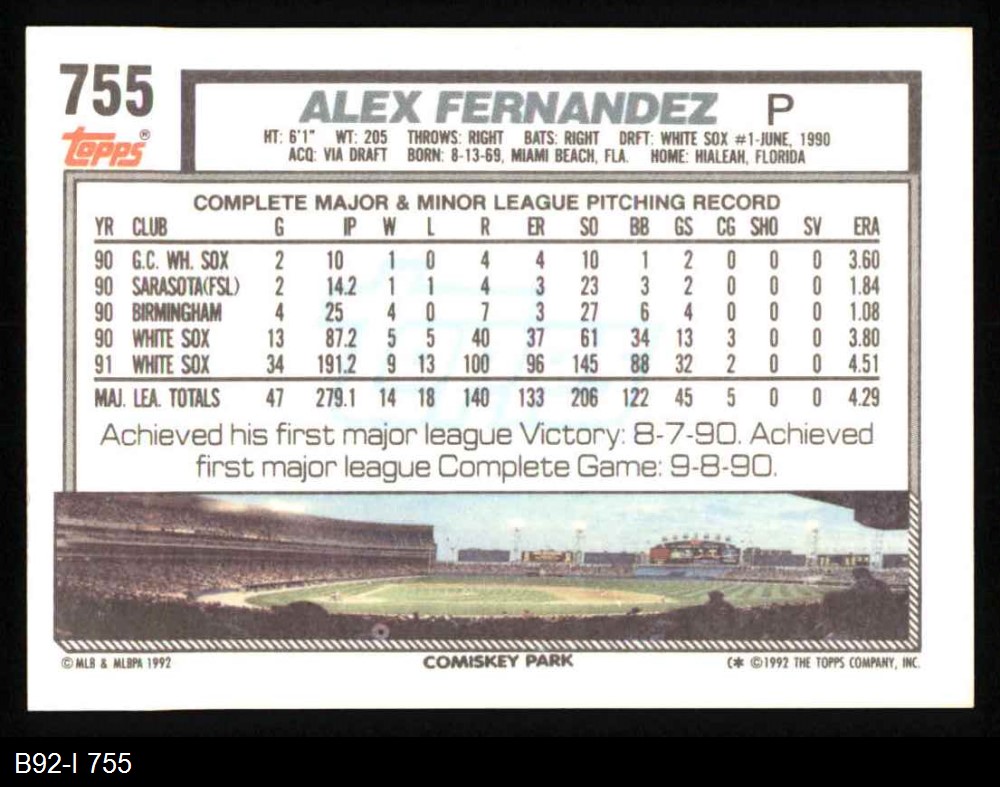 755
Topps®
ALEX FERNANDEZ P
HT: 6'1" WT: 205 THROWS: RIGHT BATS: RIGHT DRFT: WHITE SOX #1-JUNE, 1990
ACQ: VIA DRAFT BORN: 8-13-69, MIAMI BEACH, FLA. HOME: HIALEAH, FLORIDA
COMPLETE MAJOR & MINOR LEAGUE PITCHING RECORD
YR CLUB G IP W L R ER SO BB GS CG SHO SV ERA
90 G.C. WH. SOX 2 10 1 0 4 4 10 1 2 0 0 0 3.60
90 SARASOTA(FSL) 2 14.2 1 1 4 3 23 3 2 0 0 0 1.84
90 BIRMINGHAM 4 25 4 0 7 3 27 6 4 0 0 0 1.08
90 WHITE SOX 13 87.2 5 5 40 37 61 34 13 3 0 0 3.80
91 WHITE SOX 34 191.2 9 13 100 96 145 88 32 2 0 0 4.51
MAJ. LEA. TOTALS 47 279.1 14 18 140 133 206 122 45 5 0 0 4.29
Achieved his first major league Victory: 8-7-90. Achieved
first major league Complete Game: 9-8-90.
© MLB & MLBPA 1992 COMISKEY PARK (* © 1992 THE TOPPS COMPANY, INC.
B92-I 755